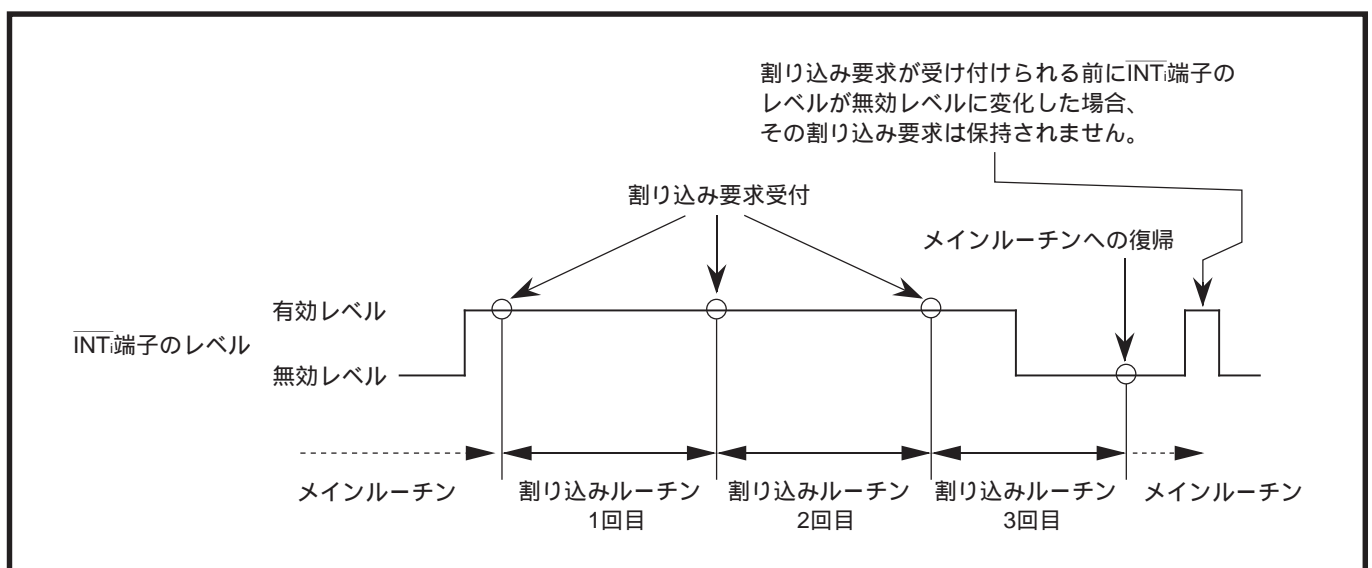 割り込み要求が受け付けられる前にINTi端子の
レベルが無効レベルに変化した場合、
その割り込み要求は保持されません。
割り込み要求受付
メインルーチンへの復帰
有効レベル
INTi端子のレベル
無効レベル
メインルーチン
割り込みルーチン
1回目
割り込みルーチン
2回目
割り込みルーチン
3回目
メインルーチン